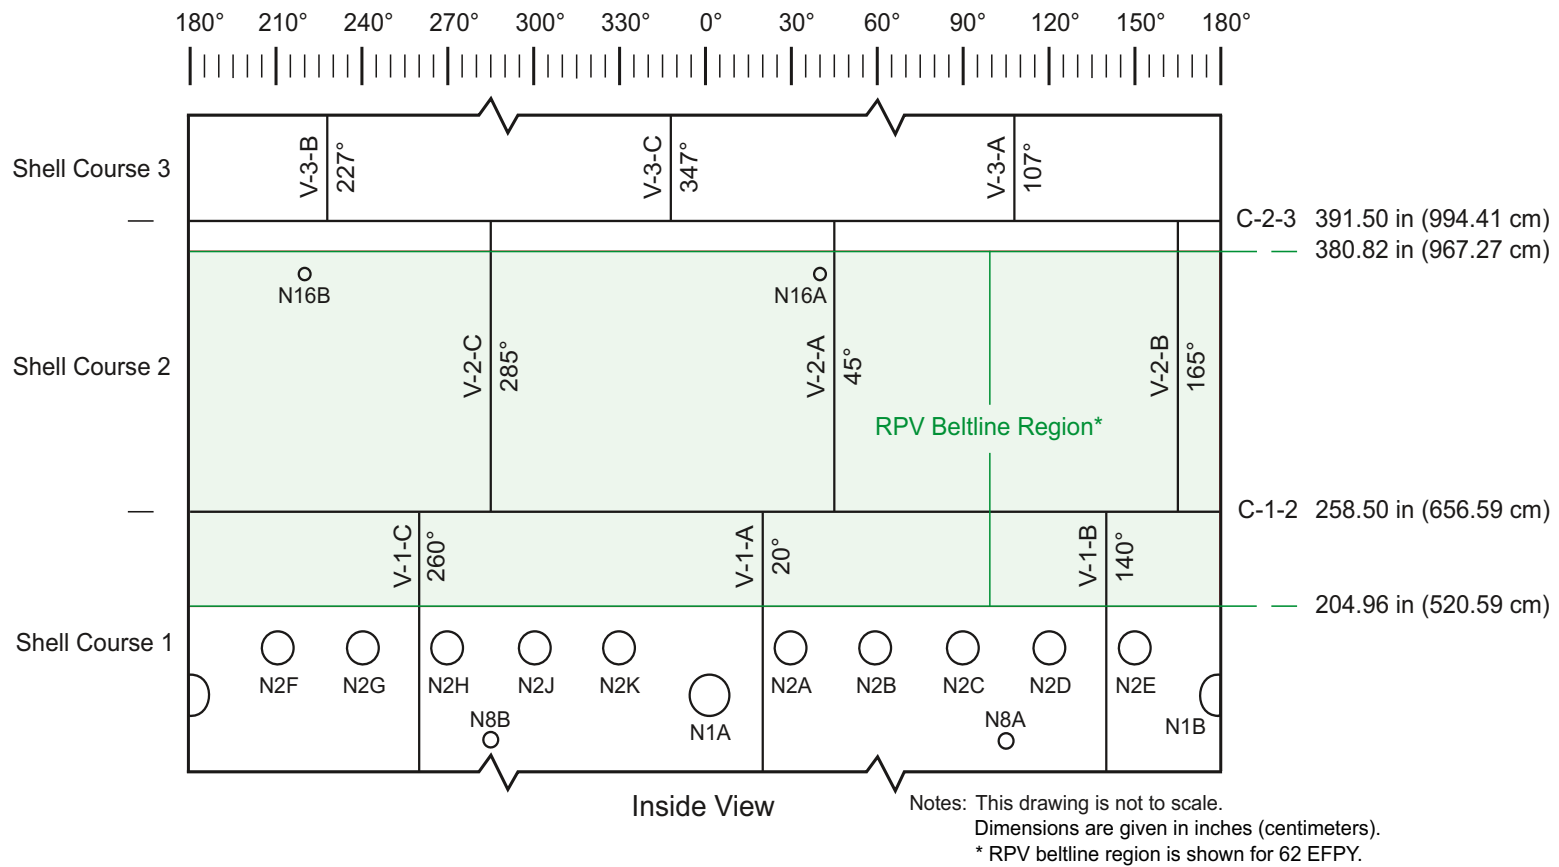 180° 210° 240° 270° 300° 330° 0° 30° 60° 90° 120° 150° 180°
Shell Course 3
V-3-B
227°
V-3-C
347°
V-3-A
107°
C-2-3 391.50 in (994.41 cm)
380.82 in (967.27 cm)
N16B
N16A
Shell Course 2
V-2-C
285°
V-2-A
45°
V-2-B
165°
RPV Beltline Region*
C-1-2 258.50 in (656.59 cm)
V-1-C
260°
V-1-A
20°
V-1-B
140°
204.96 in (520.59 cm)
Shell Course 1
N2F N2G N2H N2J N2K N2A N2B N2C N2D N2E
N8B N1A N8A N1B
Inside View
Notes: This drawing is not to scale.
Dimensions are given in inches (centimeters).
* RPV beltline region is shown for 62 EFPY.